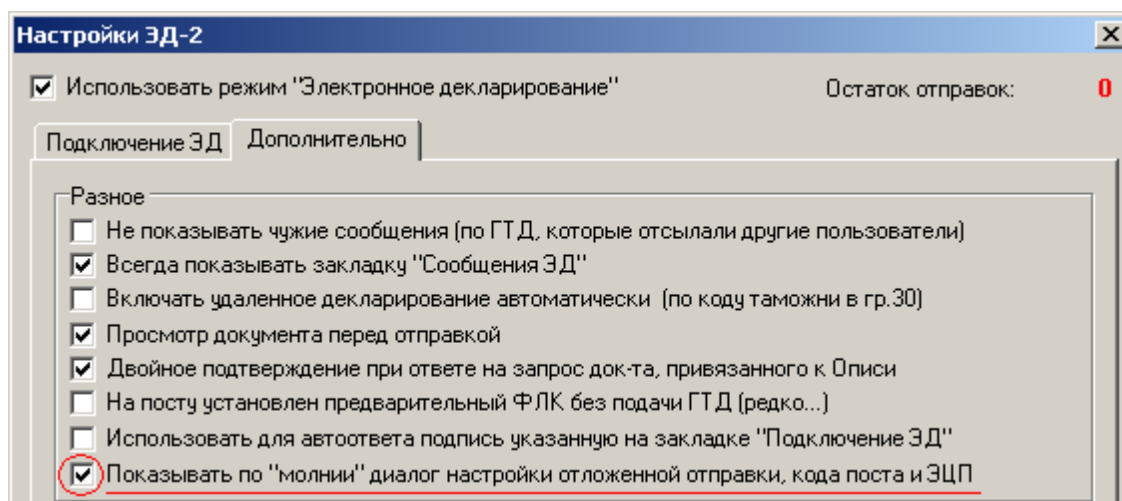 Настройки ЭД-2
Использовать режим "Электронное декларирование" Остаток отправок: 0
Подключение ЭД Дополнительно
Разное
Не показывать чужие сообщения (по ГТД, которые отсылали другие пользователи)
Всегда показывать закладку "Сообщения ЭД"
Включать удаленное декларирование автоматически (по коду таможни в гр.30)
Просмотр документа перед отправкой
Двойное подтверждение при ответе на запрос док-та, привязанного к Описи
На посту установлен предварительный ФЛК без подачи ГТД (редко...)
Использовать для автоответа подпись указанную на закладке "Подключение ЭД"
Показывать по "молнии" диалог настройки отложенной отправки, кода поста и ЭЦП